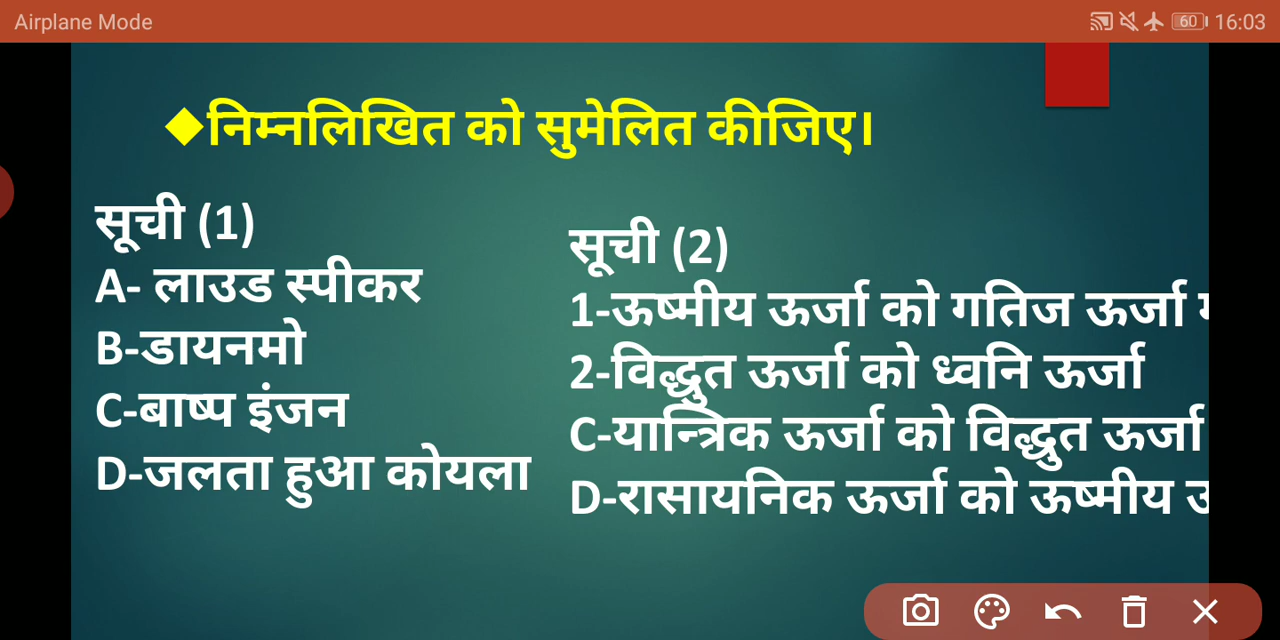 Airplane Mode
60 16:03
◆निम्नलिखित को सुमेलित कीजिए।
सूची (1)
A- लाउड स्पीकर
B-डायनमो
C-बाष्प इंजन
D-जलता हुआ कोयला
सूची (2)
1-ऊष्मीय ऊर्जा को गतिज ऊर्जा
2-विद्धुत ऊर्जा को ध्वनि ऊर्जा
C-यान्त्रिक ऊर्जा को विद्धुत ऊर्जा
D-रासायनिक ऊर्जा को ऊष्मीय